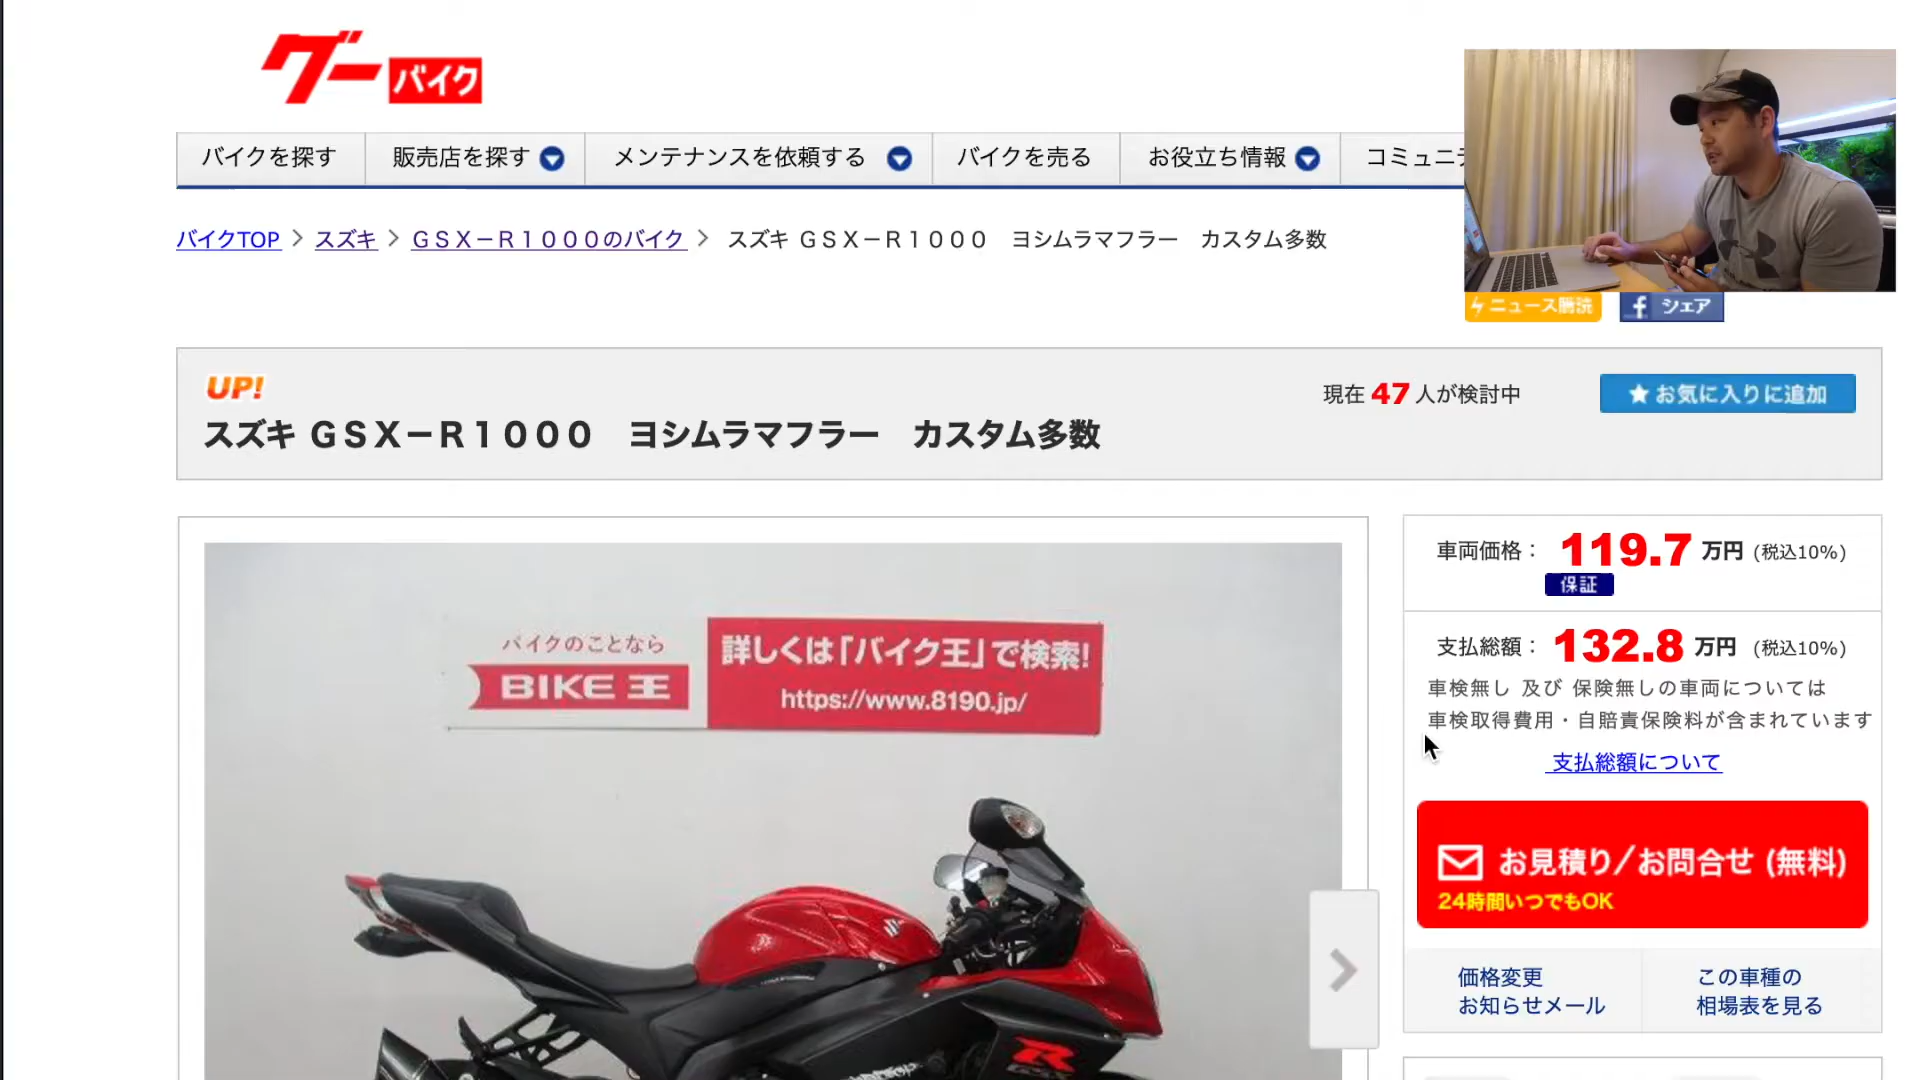 グーバイク
バイクを探す
販売店を探す
メンテナンスを依頼する
バイクを売る
お役立ち情報
コミュニテ
バイクTOP > スズキ > ＧＳＸ－Ｒ１０００のバイク > スズキ ＧＳＸ－Ｒ１０００　ヨシムラマフラー　カスタム多数
ニュース購読
f シェア
UP!
現在 47 人が検討中
★ お気に入りに追加
スズキ ＧＳＸ－Ｒ１０００　ヨシムラマフラー　カスタム多数
バイクのことなら
BIKE 王
詳しくは「バイク王」で検索!
https://www.8190.jp/
R
車両価格： 119.7 万円 (税込10%)
保証
支払総額： 132.8 万円 (税込10%)
車検無し 及び 保険無しの車両については
車検取得費用・自賠責保険料が含まれています
支払総額について
お見積り／お問合せ (無料)
24時間いつでもOK
価格変更
お知らせメール
この車種の
相場表を見る